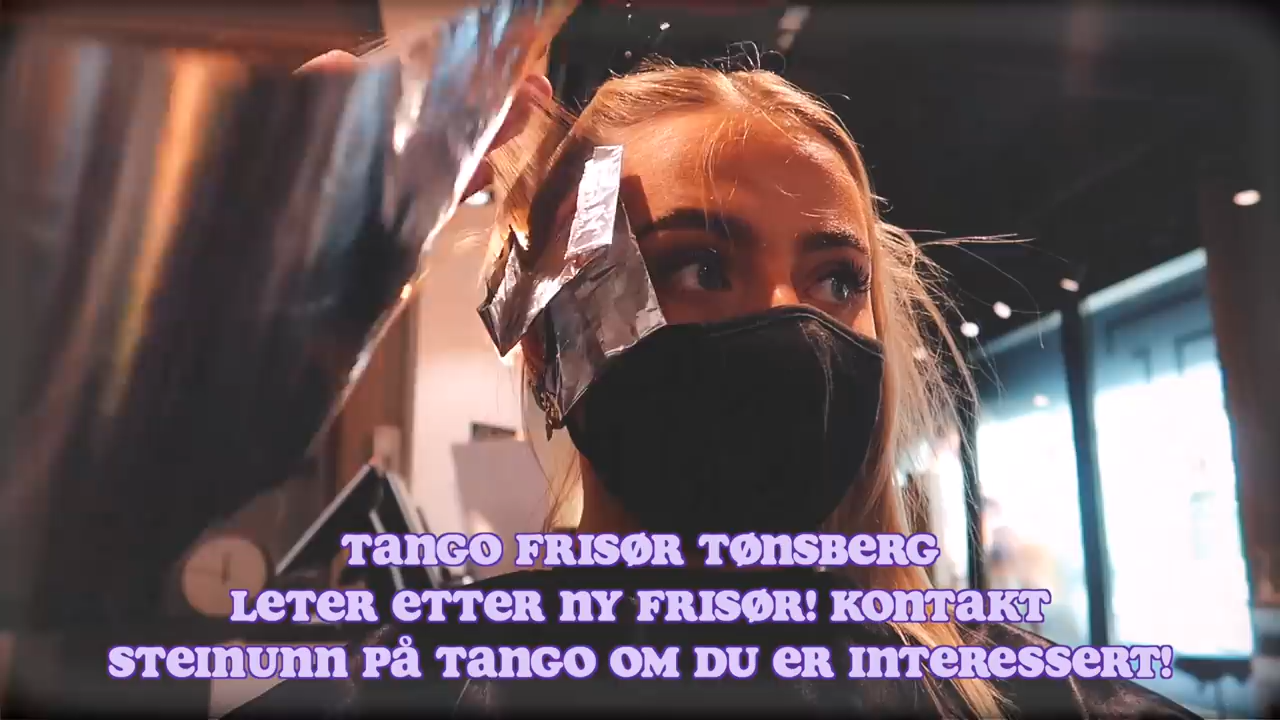 TANGO FRISØR TØNSBERG
LETER ETTER NY FRISØR! KONTAKT
STEINUNN PÅ TANGO OM DU ER INTERESSERT!